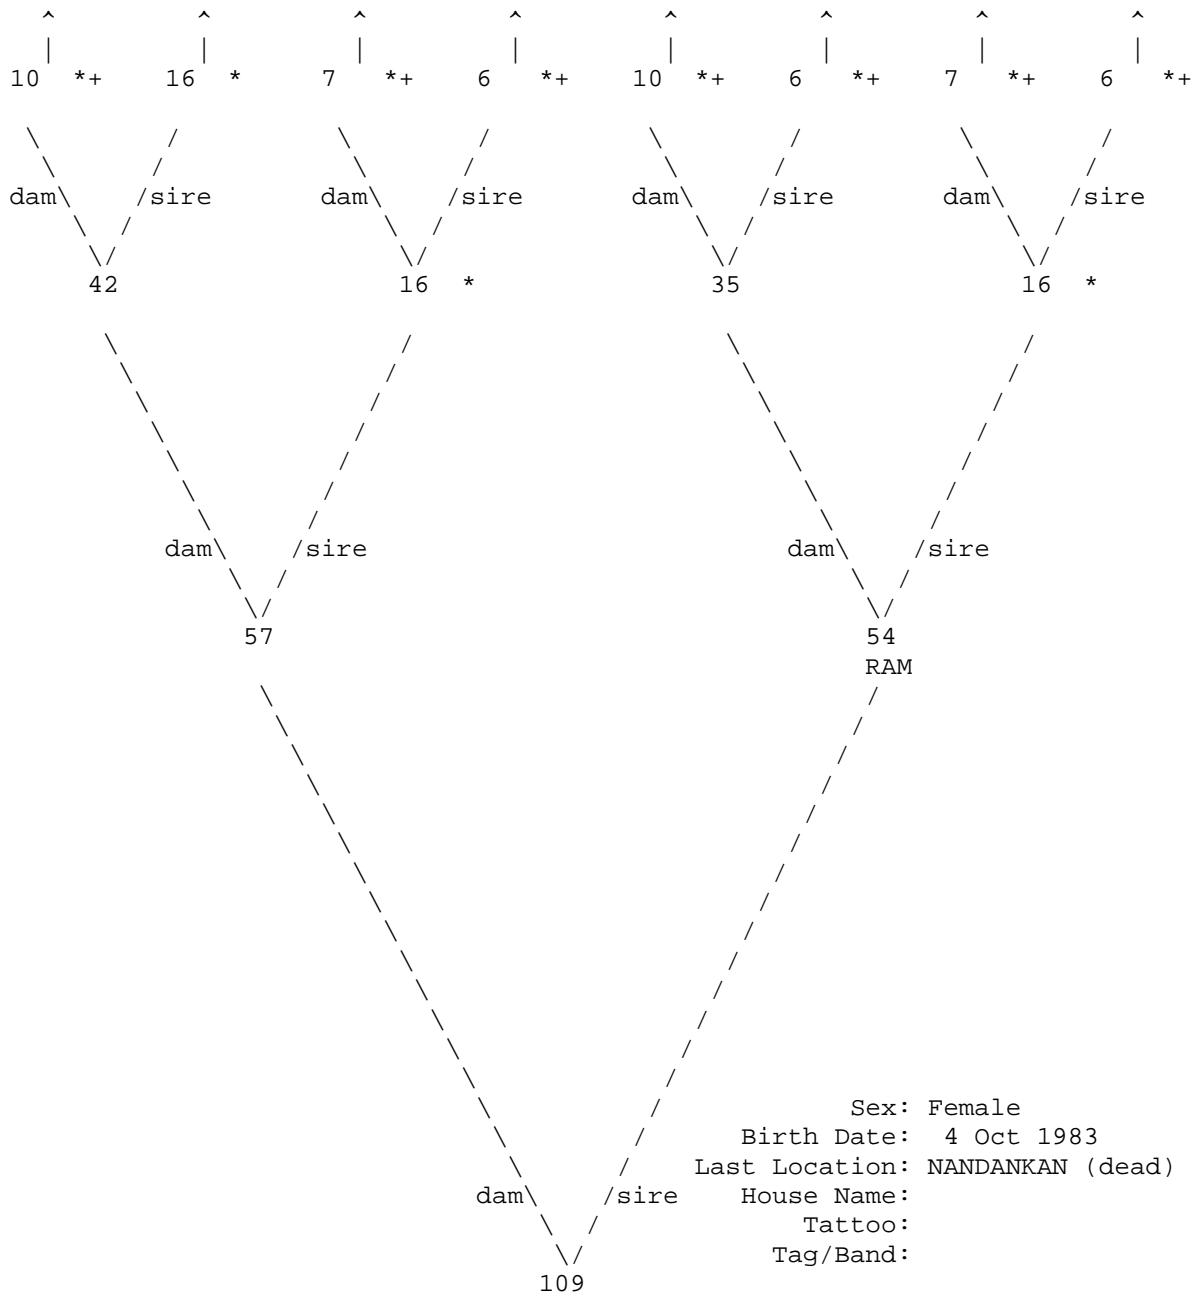 ^ ^ ^ ^ ^ ^ ^ ^
| | | | | | | |
10 *+ 16 * 7 *+ 6 *+ 10 *+ 6 *+ 7 *+ 6 *+
\ / \ / \ / \ /
\ / \ / \ / \ /
dam\ /sire dam\ /sire dam\ /sire dam\ /sire
\ / \ / \ / \ /
\/ \/ \/ \/
42 16 * 35 16 *
dam\ /sire dam\ /sire
\/ \/
57 54
RAM
Sex: Female
Birth Date: 4 Oct 1983
Last Location: NANDANKAN (dead)
dam\ /sire House Name:
Tattoo:
Tag/Band:
109